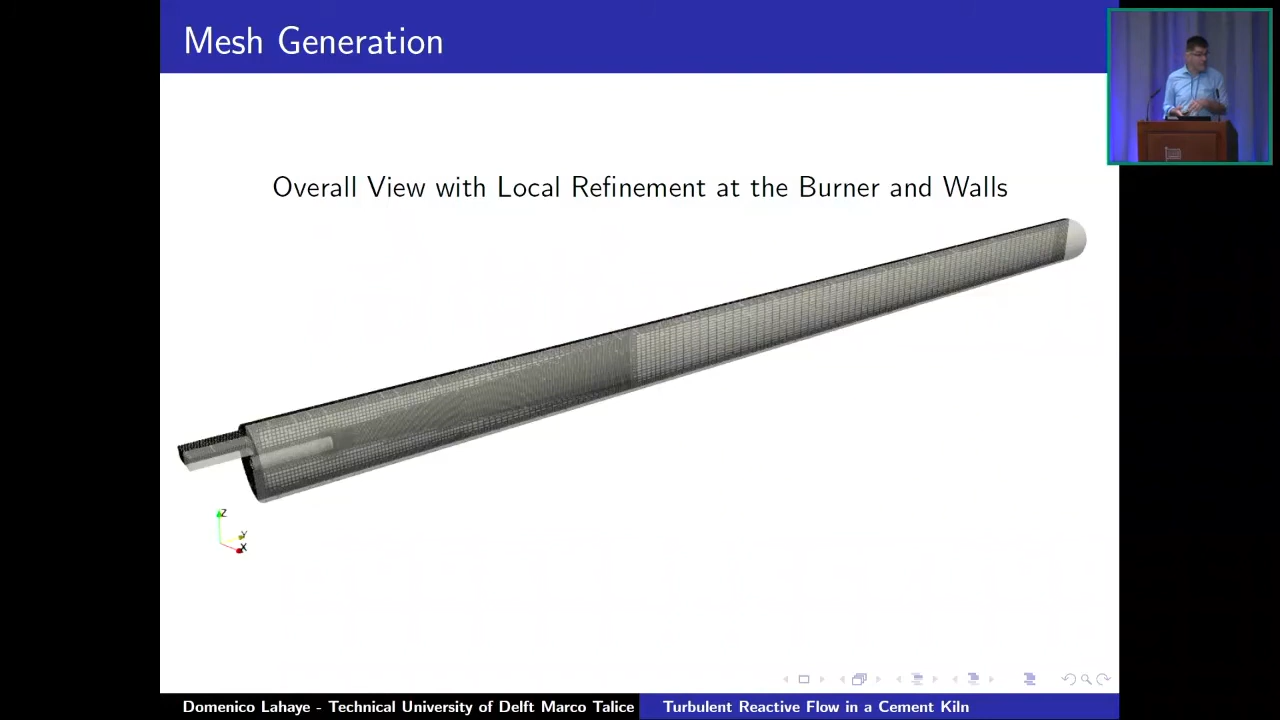 Mesh Generation
Overall View with Local Refinement at the Burner and Walls
Z
Y
X
Domenico Lahaye - Technical University of Delft Marco Talice
Turbulent Reactive Flow in a Cement Kiln